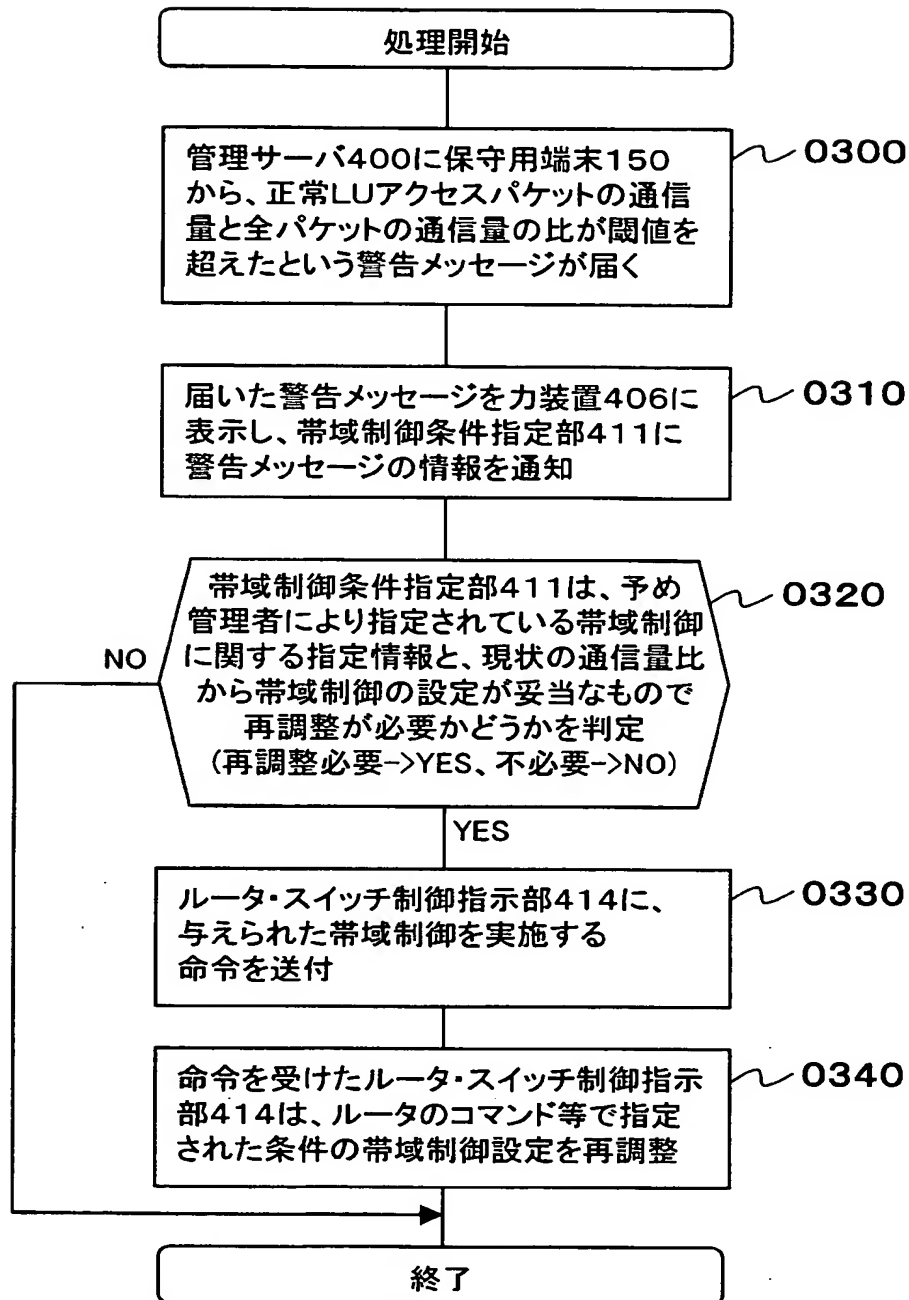 処理開始
管理サーバ400に保守用端末150
から、正常LUアクセスパケットの通信
量と全パケットの通信量の比が閾値を
超えたという警告メッセージが届く
0300
届いた警告メッセージを力装置406に
表示し、帯域制御条件指定部411に
警告メッセージの情報を通知
0310
帯域制御条件指定部411は、予め
管理者により指定されている帯域制御
に関する指定情報と、現状の通信量比
から帯域制御の設定が妥当なもので
再調整が必要かどうかを判定
(再調整必要->YES、不必要->NO)
0320
NO
YES
ルータ・スイッチ制御指示部414に、
与えられた帯域制御を実施する
命令を送付
0330
命令を受けたルータ・スイッチ制御指示
部414は、ルータのコマンド等で指定
された条件の帯域制御設定を再調整
0340
終了